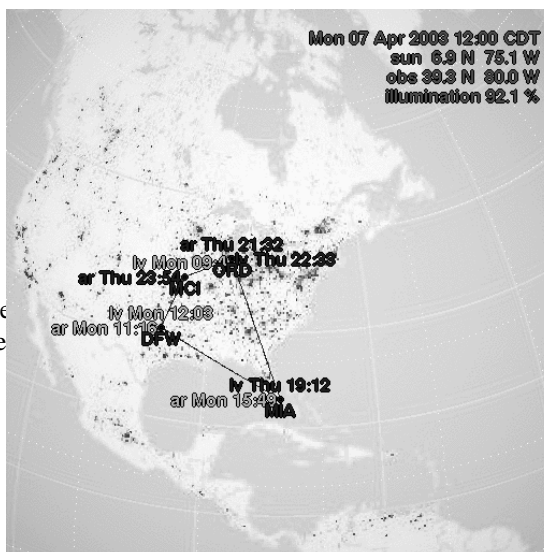 Mon 07 Apr 2003 12:00 CDT
sun 6.9 N 75.1 W
obs 39.3 N 80.0 W
illumination 92.1 %
ar Thu 21:32
lv Mon 09:
lv Thu 22:33
ORD
ar Thu 23:54
MCI
lv Mon 12:03
ar Mon 11:16
DFW
lv Thu 19:12
ar Mon 15:49
MIA
e
e